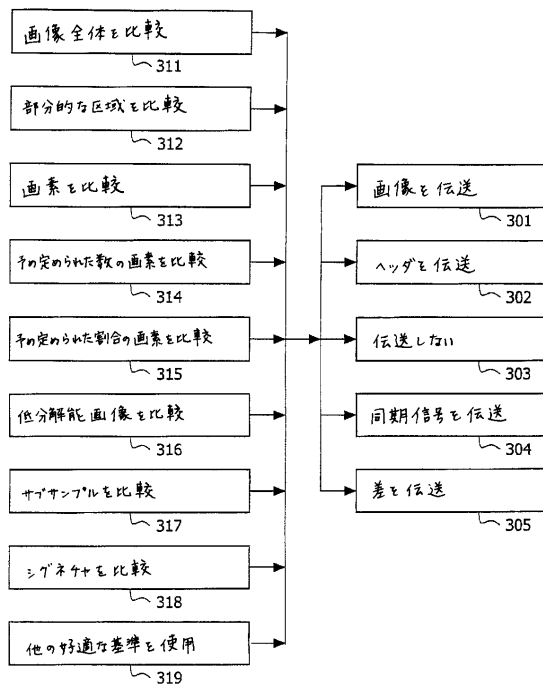 画像全体を比較
311
部分的な区域を比較
312
画素を比較
313
予め定められた数の画素を比較
314
予め定められた割合の画素を比較
315
低分解能画像を比較
316
サブサンプルを比較
317
シグネチャを比較
318
他の好適な基準を使用
319
画像を伝送
301
ヘッダを伝送
302
伝送しない
303
同期信号を伝送
304
差を伝送
305